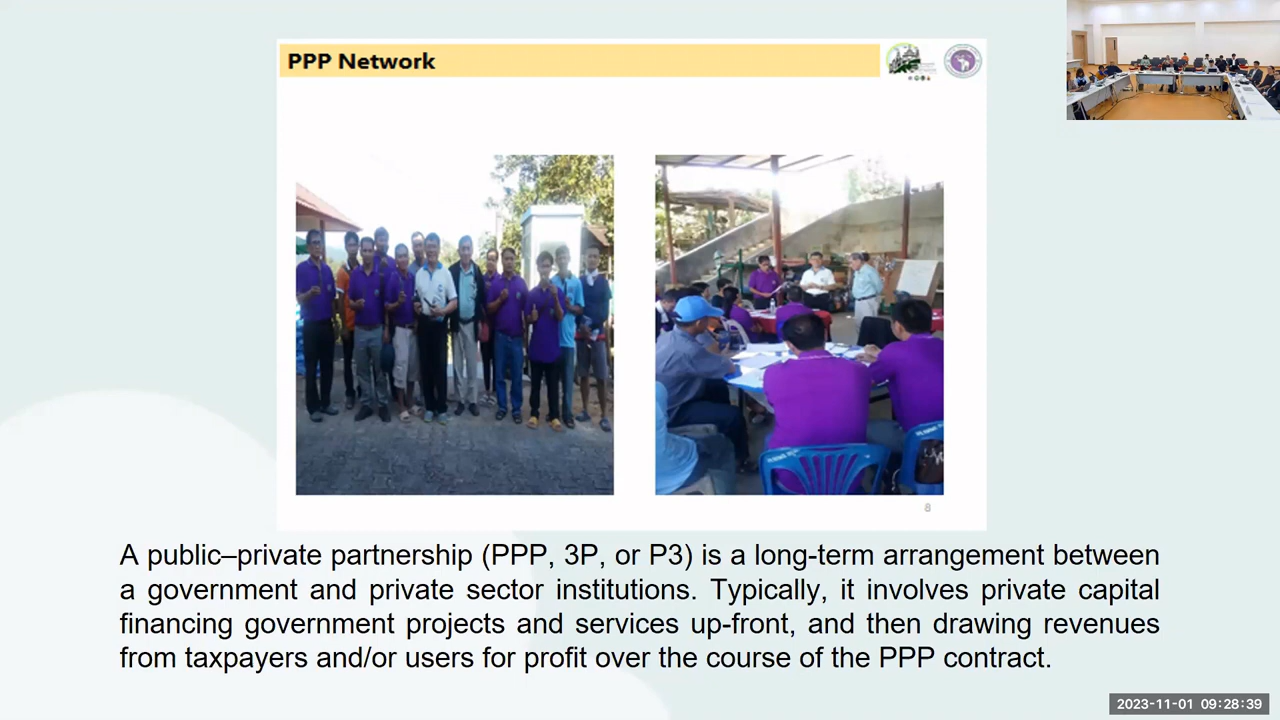 PPP Network
8
A public–private partnership (PPP, 3P, or P3) is a long-term arrangement between
a government and private sector institutions. Typically, it involves private capital
financing government projects and services up-front, and then drawing revenues
from taxpayers and/or users for profit over the course of the PPP contract.
2023-11-01 09:28:39